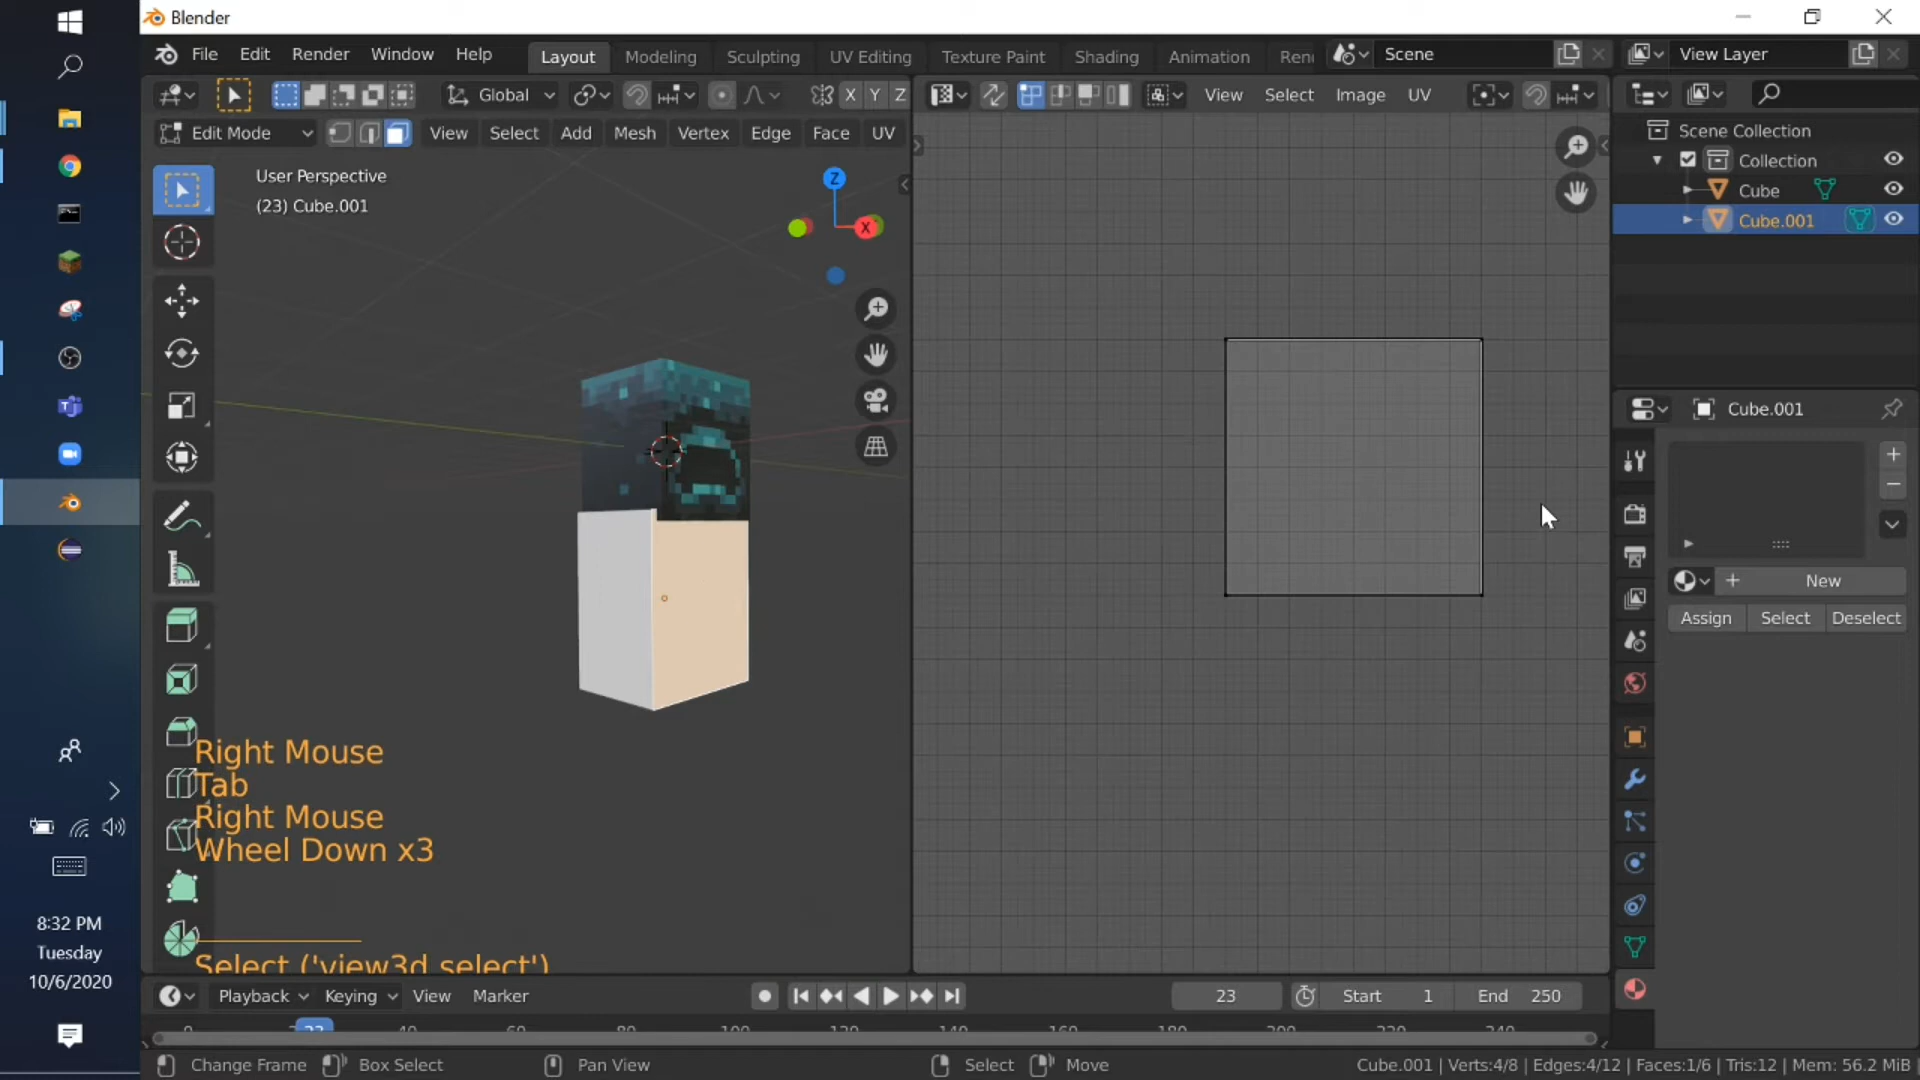 Blender
File Edit Render Window Help Layout Modeling Sculpting UV Editing Texture Paint Shading Animation Scene View Layer
Global X Y Z View Select Image UV
Edit Mode View Select Add Mesh Vertex Edge Face UV
Scene Collection
Collection
Cube
Cube.001
User Perspective
(23) Cube.001
Z
X
Cube.001
New
Assign Select Deselect
Right Mouse
Tab
Right Mouse
Wheel Down x3
Select ('view3d.select')
8:32 PM
Tuesday
10/6/2020
Playback Keying View Marker 23 Start 1 End 250
23
Change Frame Box Select Pan View Select Move Cube.001 | Verts:4/8 | Edges:4/12 | Faces:1/6 | Tris:12 | Mem: 56.2 MiB